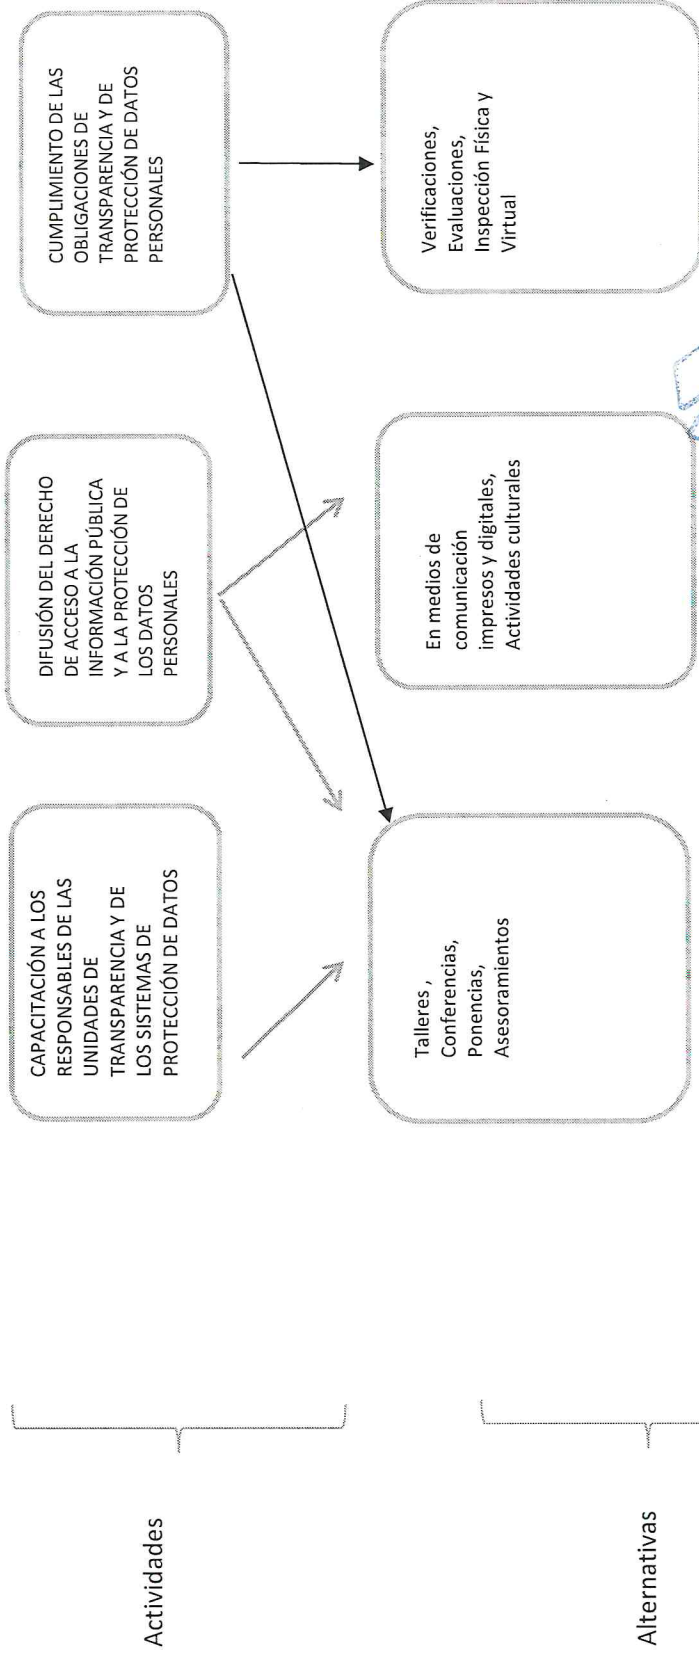 Actividades
CAPACITACIÓN A LOS
RESPONSABLES DE LAS
UNIDADES DE
TRANSPARENCIA Y DE
LOS SISTEMAS DE
PROTECCIÓN DE DATOS
DIFUSIÓN DEL DERECHO
DE ACCESO A LA
INFORMACIÓN PÚBLICA
Y A LA PROTECCIÓN DE
LOS DATOS
PERSONALES
CUMPLIMIENTO DE LAS
OBLIGACIONES DE
TRANSPARENCIA Y DE
PROTECCIÓN DE DATOS
PERSONALES
Alternativas
Talleres ,
Conferencias,
Ponencias,
Asesoramientos
En medios de
comunicación
impresos y digitales,
Actividades culturales
Verificaciones,
Evaluaciones,
Inspección Física y
Virtual